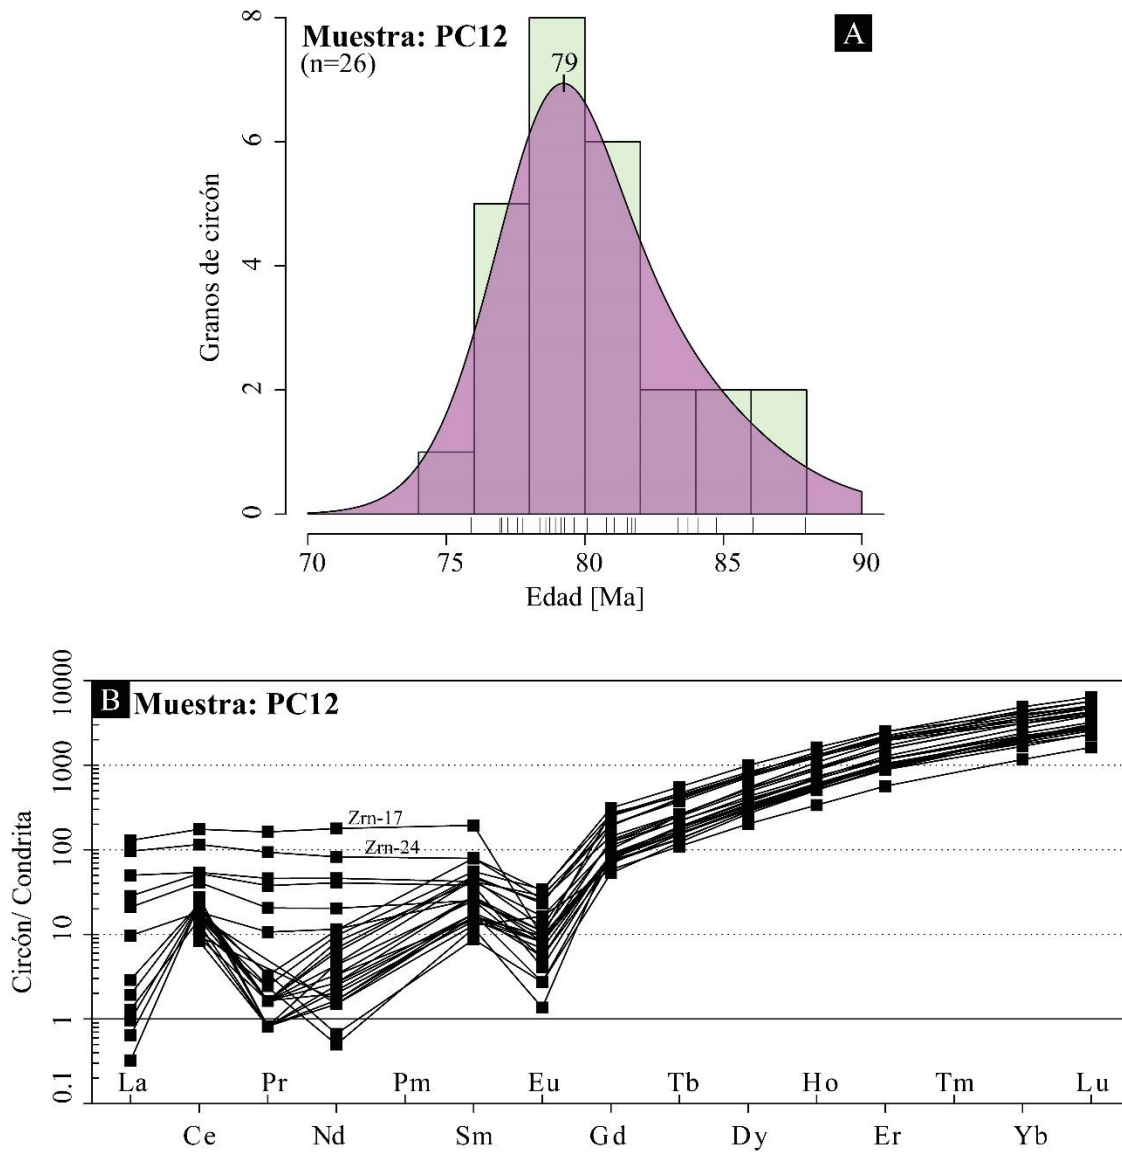 Muestra: PC12
A
(n=26)
79
8
6
4
2
0
Granos de circón
70 75 80 85 90
Edad [Ma]
B Muestra: PC12
10000
1000
100
10
1
0.1
Circón/ Condrita
Zrn-17
Zrn-24
La Pr Pm Eu Tb Ho Tm Lu
Ce Nd Sm Gd Dy Er Yb